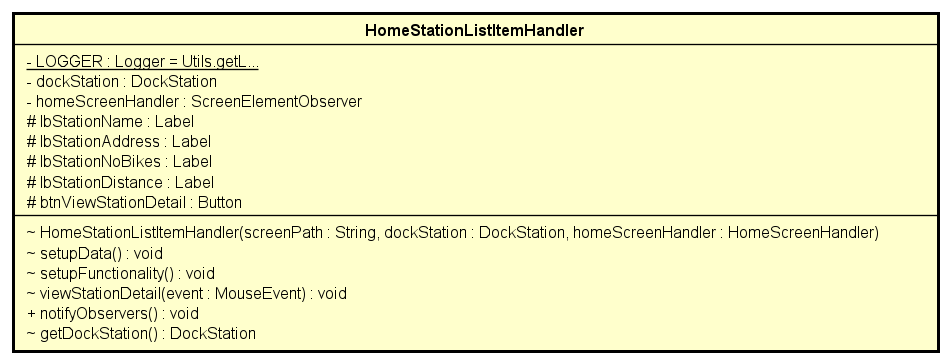 HomeStationListItemHandler
- LOGGER : Logger = Utils.getL...
- dockStation : DockStation
- homeScreenHandler : ScreenElementObserver
# lbStationName : Label
# lbStationAddress : Label
# lbStationNoBikes : Label
# lbStationDistance : Label
# btnViewStationDetail : Button
~ HomeStationListItemHandler(screenPath : String, dockStation : DockStation, homeScreenHandler : HomeScreenHandler)
~ setupData() : void
~ setupFunctionality() : void
~ viewStationDetail(event : MouseEvent) : void
+ notifyObservers() : void
~ getDockStation() : DockStation